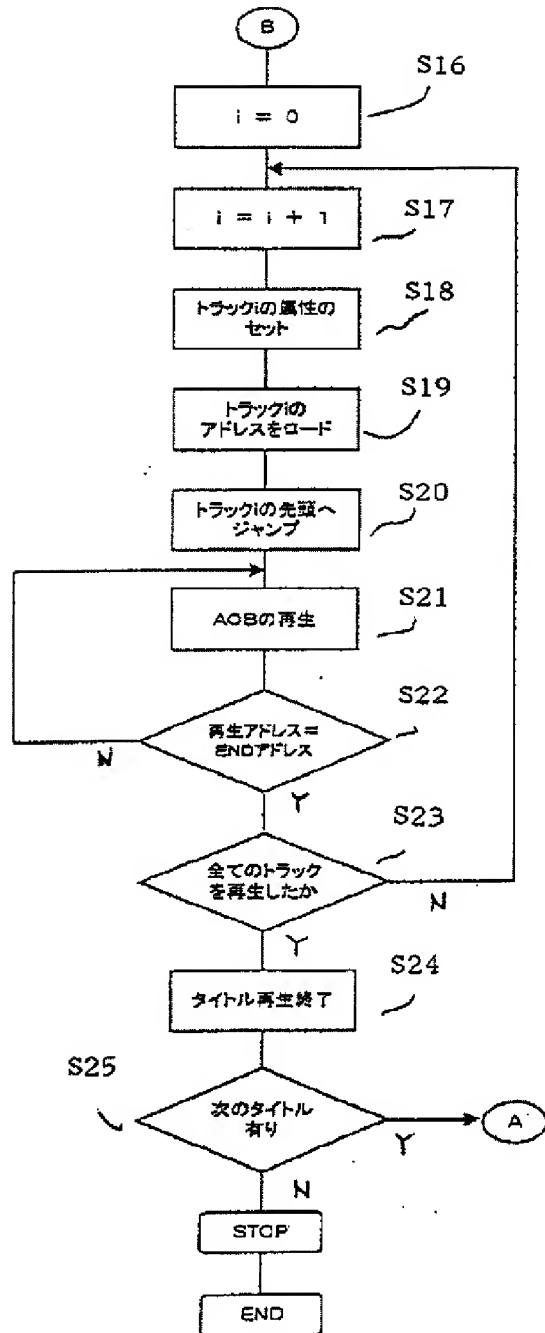 B
S16
i = 0
S17
i = i + 1
S18
トラックiの属性の
セット
S19
トラックiの
アドレスをロード
S20
トラックiの先頭へ
ジャンプ
S21
AOBの再生
S22
再生アドレス=
ENDアドレス
N
Y
S23
全てのトラック
を再生したか
N
Y
S24
タイトル再生終了
S25
次のタイトル
有り
A
Y
N
STOP
END